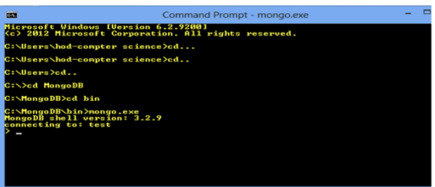 Command Prompt - mongo.exe
Microsoft Windows [Version 6.2.9200]
(c) 2012 Microsoft Corporation. All rights reserved.
C:\Users\hod-compter science>cd...
C:\Users\hod-compter science>cd..
C:\Users>cd..
C:\>cd MongoDB
C:\MongoDB>cd bin
C:\MongoDB\bin>mongo.exe
MongoDB shell version: 3.2.9
connecting to: test
> _